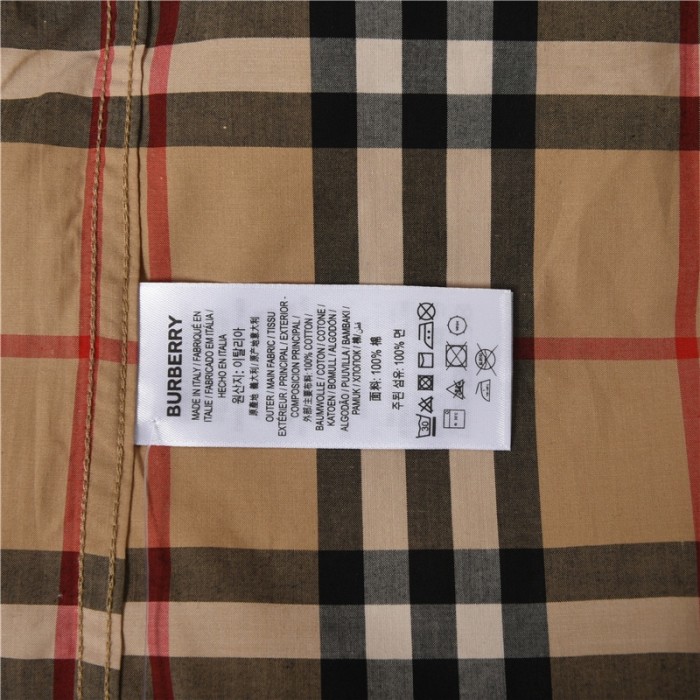 BURBERRY
MADE IN ITALY / FABRIQUÉ EN
ITALIE / FABRICADO EM ITÁLIA /
HECHO EN ITALIA
원산지: 이탈리아
原產地 意大利 / 原产地意大利
OUTER / MAIN FABRIC / TISSU
EXTÉRIEUR / PRINCIPAL / EXTERIOR -
COMPOSICIÓN PRINCIPAL /
外部/主要布料: 100% COTTON /
BAUMWOLLE / COTON / COTONE /
KATOEN / BOMULL / ALGODÓN /
ALGODÃO / PUUVILLA / BAMBAKI /
PAMUK / ХЛОПОК / 棉 /
面料: 100% 棉
주된 섬유: 100% 면
30